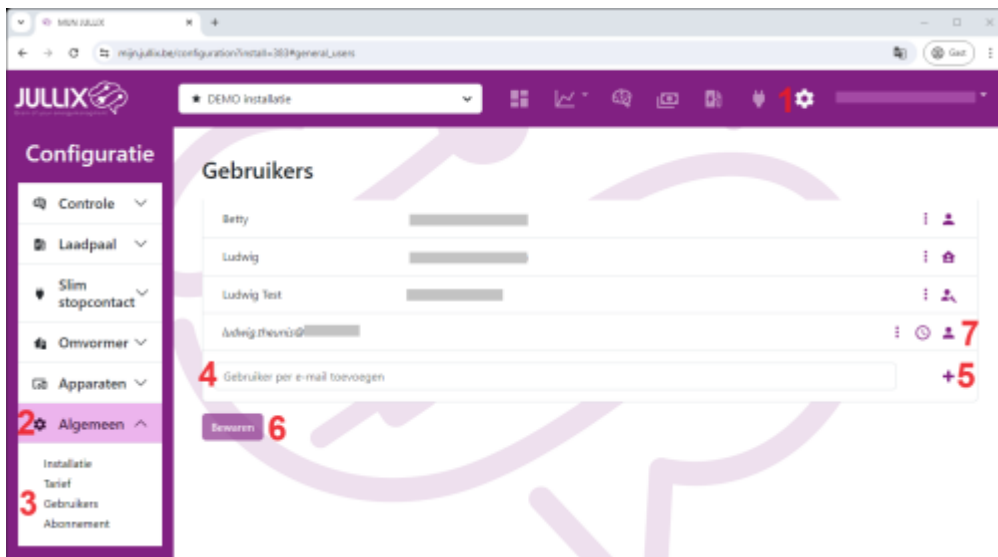 MIJN JULLIX
mijn.jullix.be/configuration?install=383#general_users
Gast
JULLIX
DEMO installatie
1
Configuratie
Gebruikers
Controle
Laadpaal
Slim
stopcontact
Omvormer
Apparaten
2 Algemeen
Installatie
Tarief
3 Gebruikers
Abonnement
Betty
Ludwig
Ludwig Test
ludwig.theunis@
7
4 Gebruiker per e-mail toevoegen
+ 5
Bewaren 6